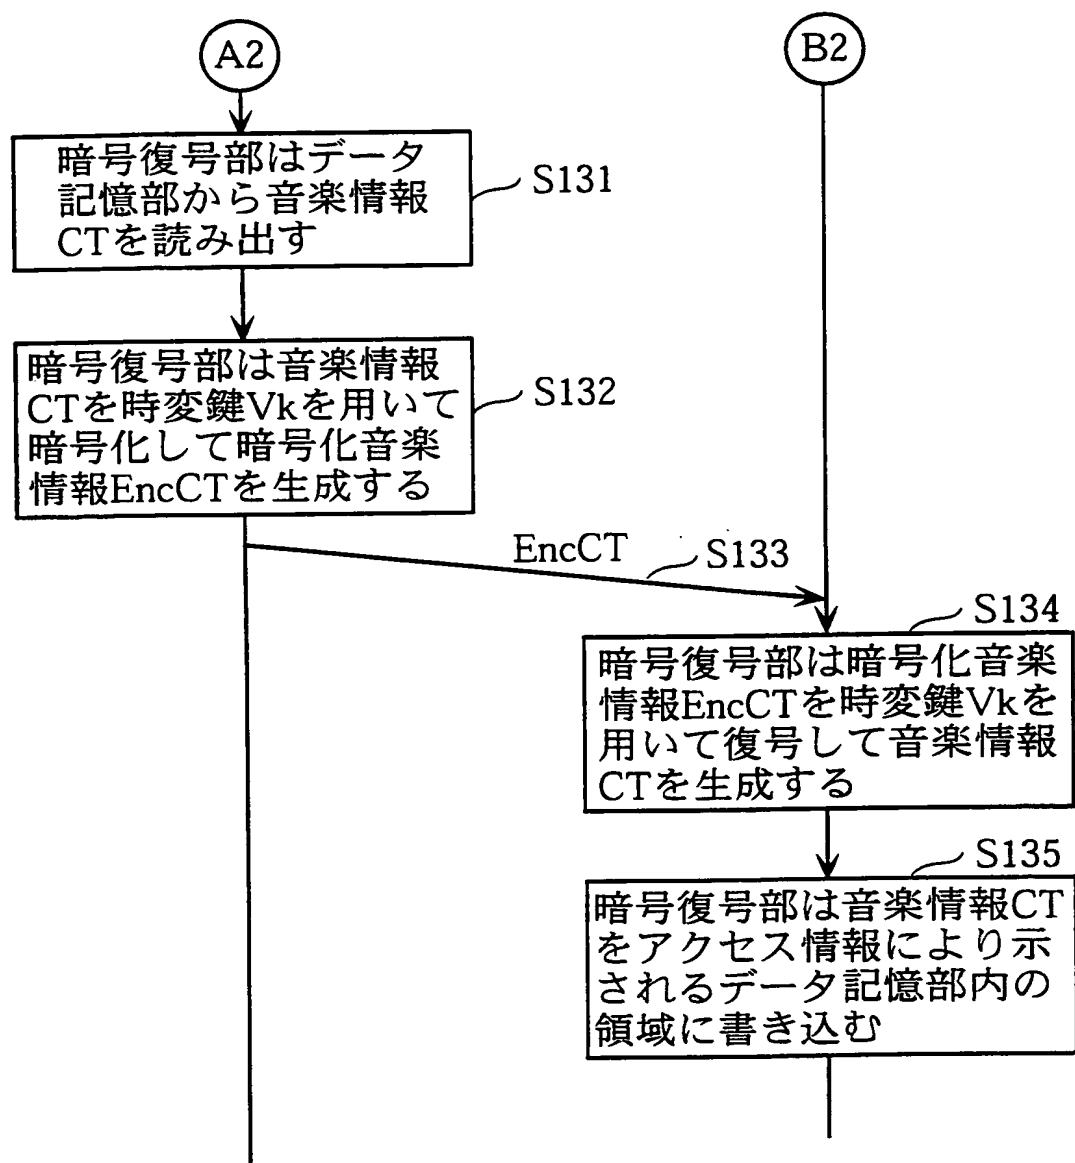 A2
B2
暗号復号部はデータ
記憶部から音楽情報
CTを読み出す
S131
暗号復号部は音楽情報
CTを時変鍵Vkを用いて
暗号化して暗号化音楽
情報EncCTを生成する
S132
EncCT
S133
S134
暗号復号部は暗号化音楽
情報EncCTを時変鍵Vkを
用いて復号して音楽情報
CTを生成する
S135
暗号復号部は音楽情報CT
をアクセス情報により示
されるデータ記憶部内の
領域に書き込む